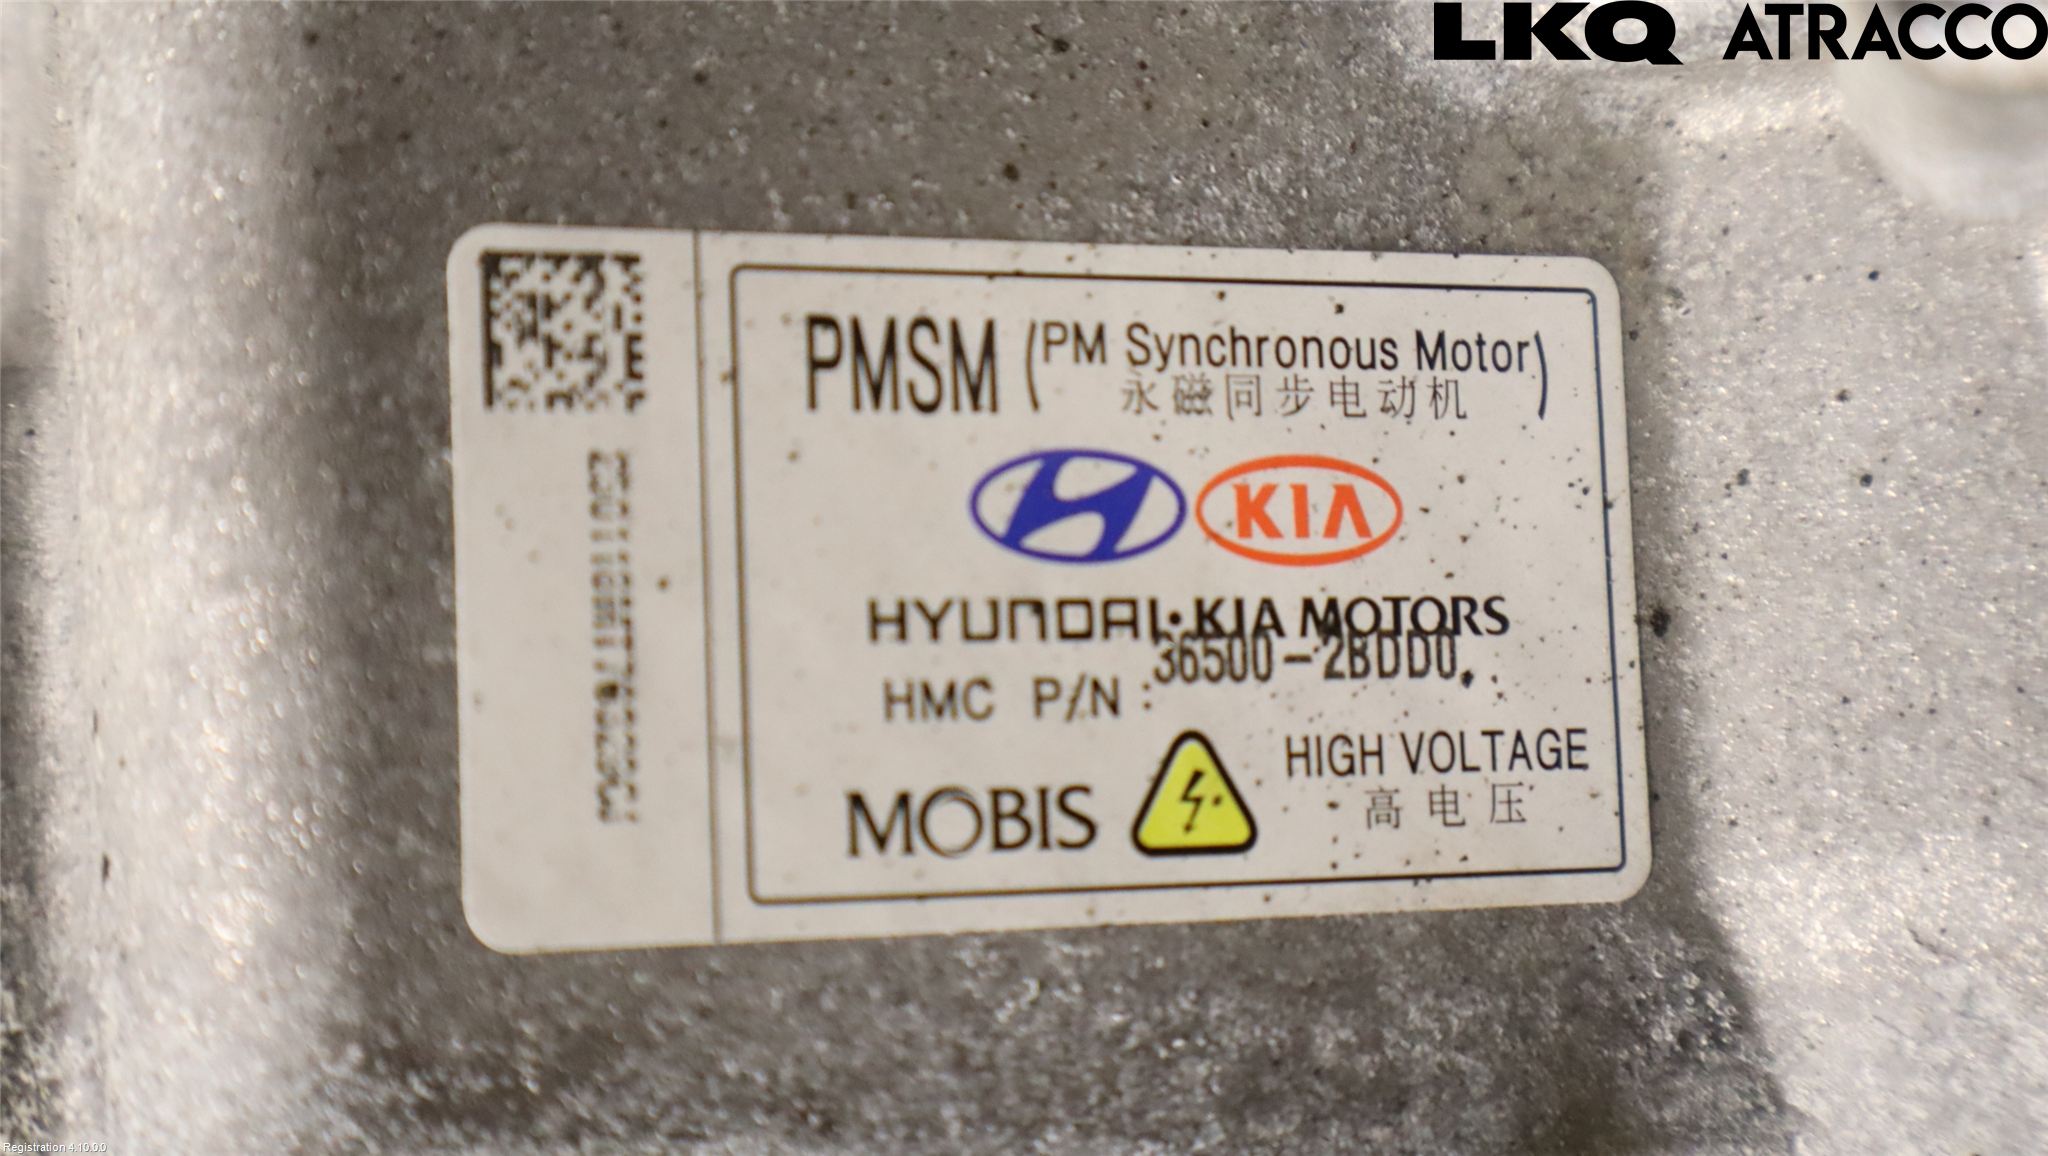 LKQ ATRACCO
PMSM (PM Synchronous Motor)
永磁同步电动机
KIA
HYUNDAI·KIA MOTORS
36500-2BDD0
HMC P/N :
HIGH VOLTAGE
高电压
MOBIS
Registration 4.10.0.0